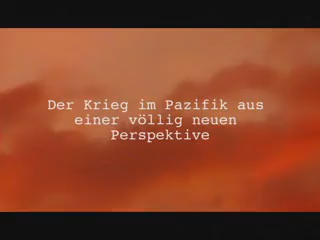 Der Krieg im Pazifik aus
einer völlig neuen
Perspektive